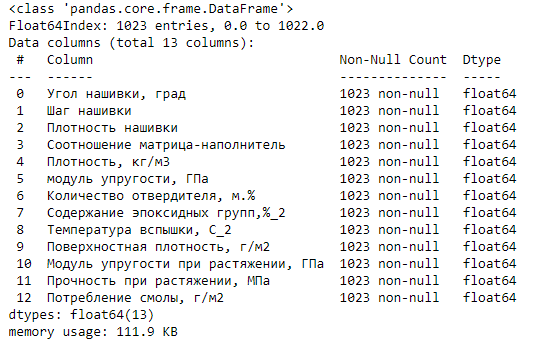 <class 'pandas.core.frame.DataFrame'>
Float64Index: 1023 entries, 0.0 to 1022.0
Data columns (total 13 columns):
 #   Column                                Non-Null Count  Dtype
---  ------                                --------------  -----
 0   Угол нашивки, град                    1023 non-null   float64
 1   Шаг нашивки                           1023 non-null   float64
 2   Плотность нашивки                     1023 non-null   float64
 3   Соотношение матрица-наполнитель       1023 non-null   float64
 4   Плотность, кг/м3                      1023 non-null   float64
 5   модуль упругости, ГПа                 1023 non-null   float64
 6   Количество отвердителя, м.%           1023 non-null   float64
 7   Содержание эпоксидных групп,%_2       1023 non-null   float64
 8   Температура вспышки, С_2              1023 non-null   float64
 9   Поверхностная плотность, г/м2         1023 non-null   float64
 10  Модуль упругости при растяжении, ГПа  1023 non-null   float64
 11  Прочность при растяжении, МПа         1023 non-null   float64
 12  Потребление смолы, г/м2               1023 non-null   float64
dtypes: float64(13)
memory usage: 111.9 KB